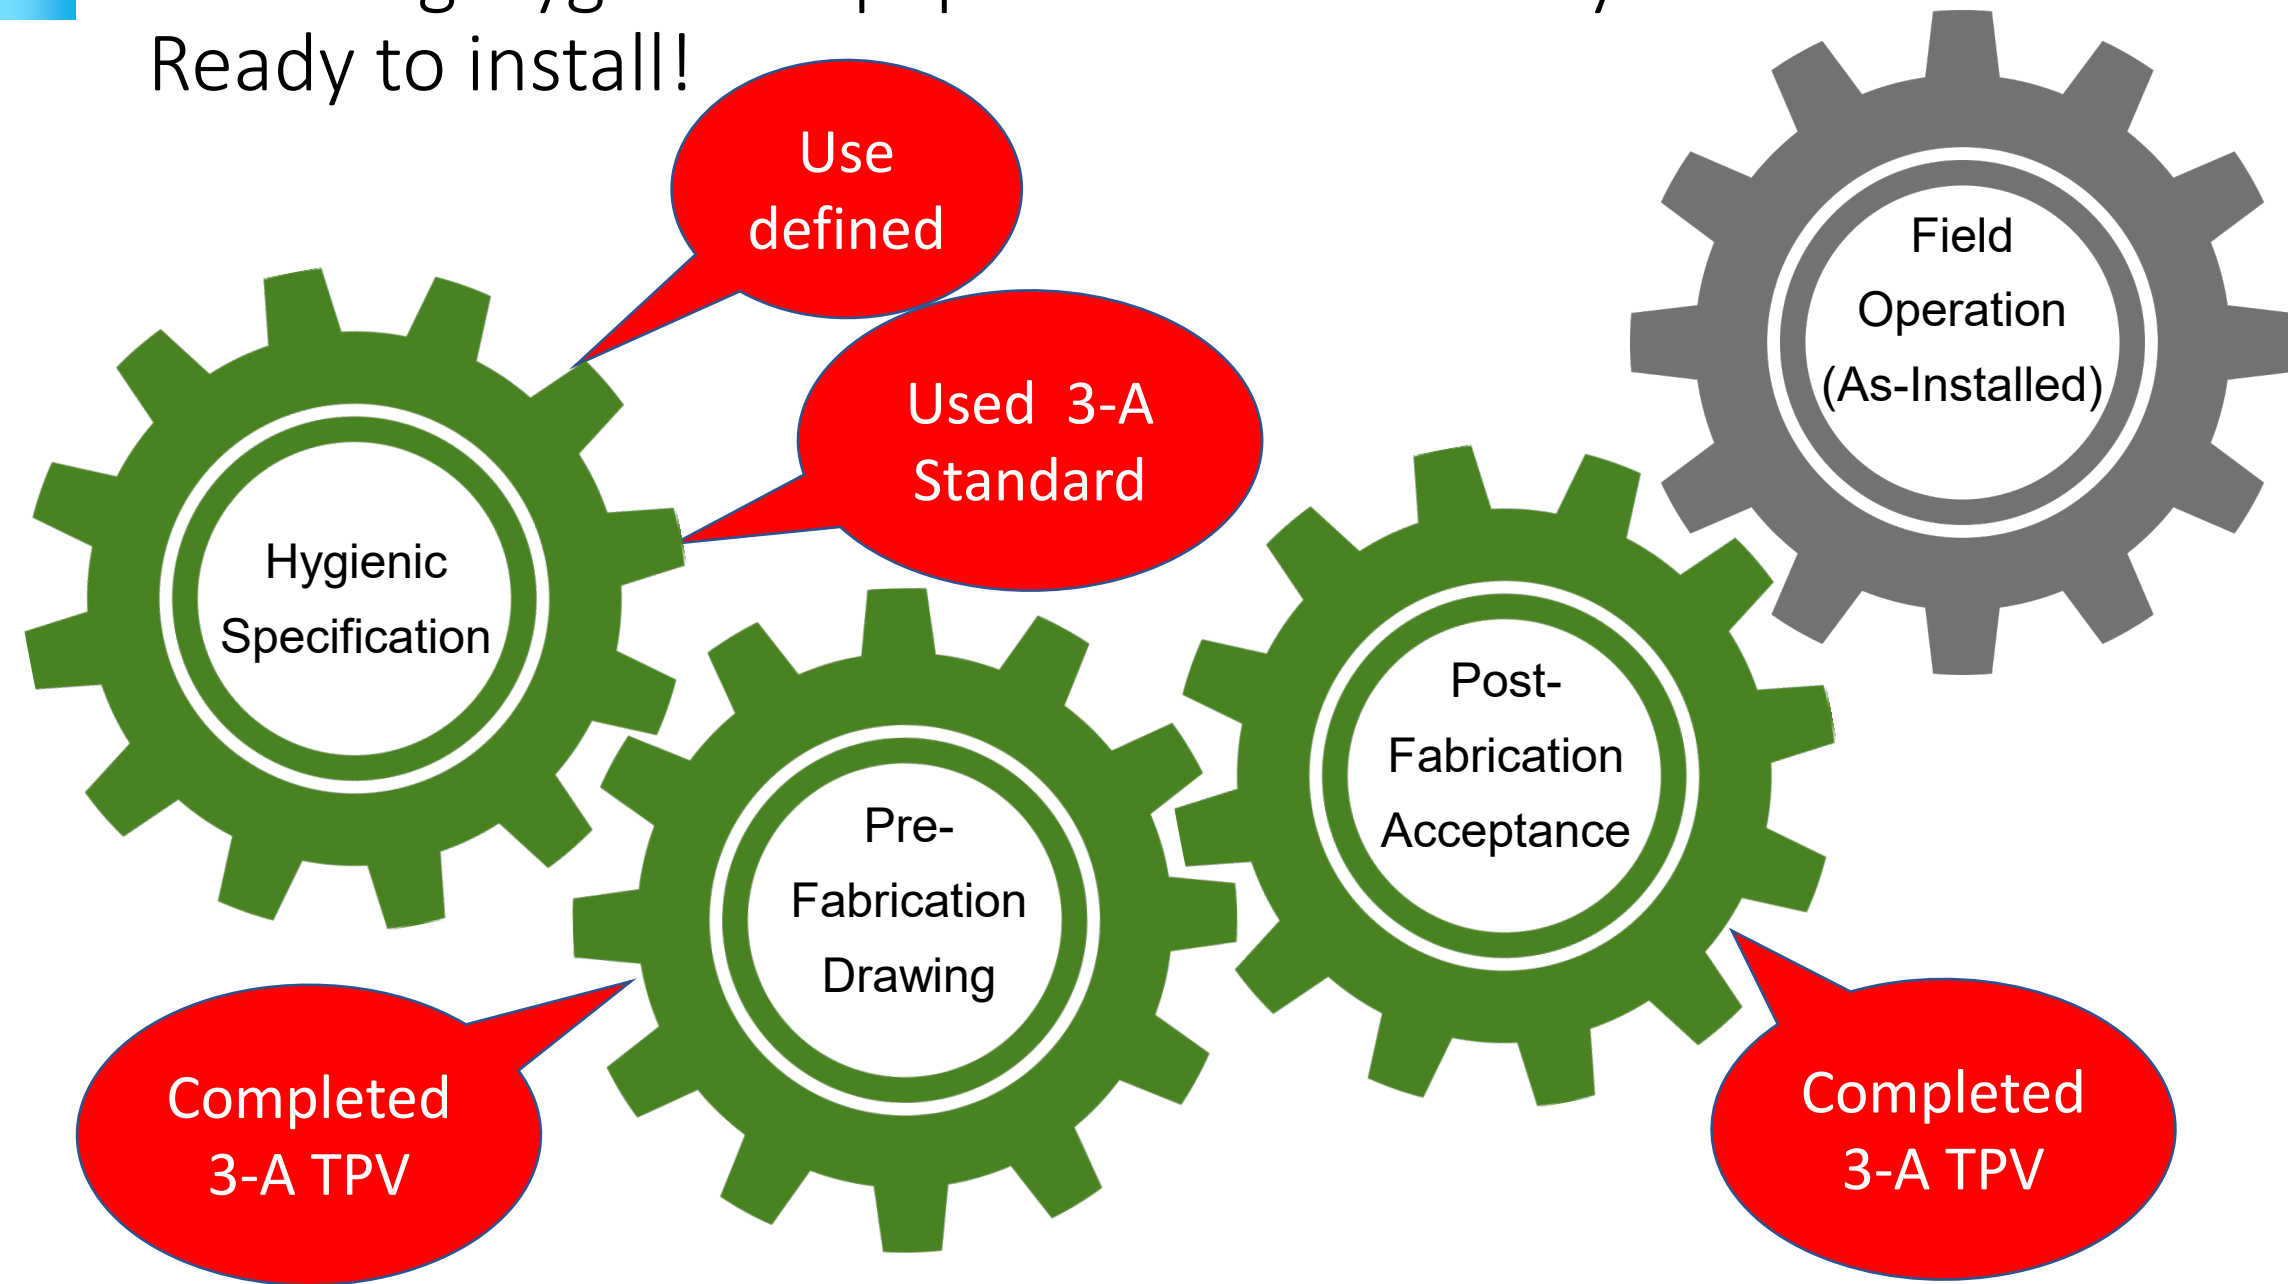 Ready to install!
Use
defined
Used 3-A
Standard
Hygienic
Specification
Pre-
Fabrication
Drawing
Post-
Fabrication
Acceptance
Field
Operation
(As-Installed)
Completed
3-A TPV
Completed
3-A TPV